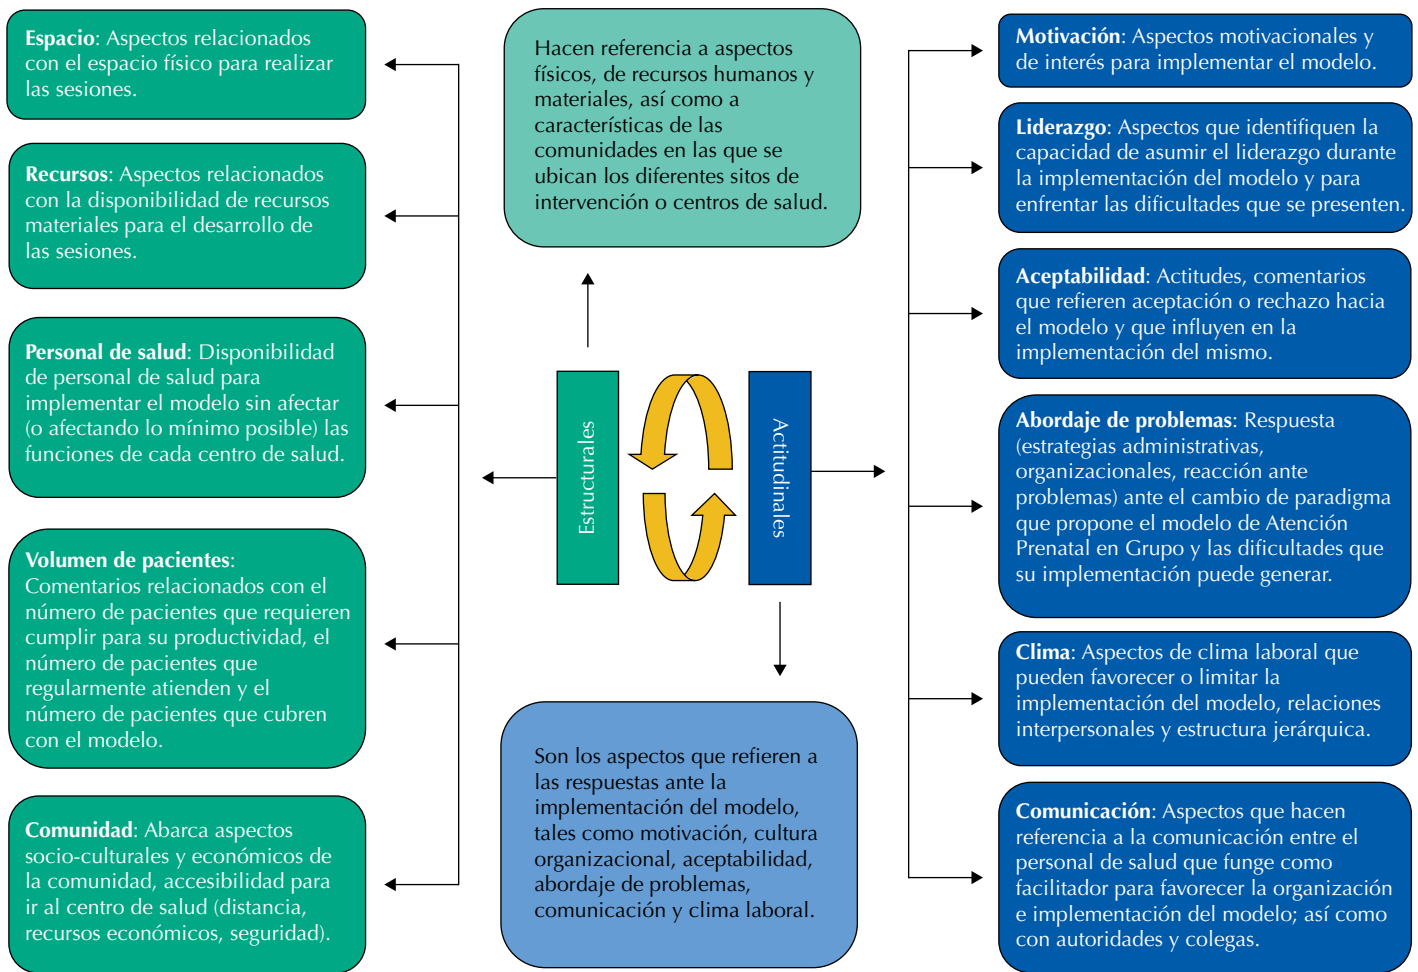 Espacio: Aspectos relacionados
con el espacio físico para realizar
las sesiones.
Recursos: Aspectos relacionados
con la disponibilidad de recursos
materiales para el desarrollo de
las sesiones.
Personal de salud: Disponibilidad
de personal de salud para
implementar el modelo sin afectar
(o afectando lo mínimo posible) las
funciones de cada centro de salud.
Volumen de pacientes:
Comentarios relacionados con el
número de pacientes que requieren
cumplir para su productividad, el
número de pacientes que
regularmente atienden y el
número de pacientes que cubren
con el modelo.
Comunidad: Abarca aspectos
socio-culturales y económicos de
la comunidad, accesibilidad para
ir al centro de salud (distancia,
recursos económicos, seguridad).
Hacen referencia a aspectos
físicos, de recursos humanos y
materiales, así como a
características de las
comunidades en las que se
ubican los diferentes sitos de
intervención o centros de salud.
Estructurales
Actitudinales
Son los aspectos que refieren a
las respuestas ante la
implementación del modelo,
tales como motivación, cultura
organizacional, aceptabilidad,
abordaje de problemas,
comunicación y clima laboral.
Motivación: Aspectos motivacionales y
de interés para implementar el modelo.
Liderazgo: Aspectos que identifiquen la
capacidad de asumir el liderazgo durante
la implementación del modelo y para
enfrentar las dificultades que se presenten.
Aceptabilidad: Actitudes, comentarios
que refieren aceptación o rechazo hacia
el modelo y que influyen en la
implementación del mismo.
Abordaje de problemas: Respuesta
(estrategias administrativas,
organizacionales, reacción ante
problemas) ante el cambio de paradigma
que propone el modelo de Atención
Prenatal en Grupo y las dificultades que
su implementación puede generar.
Clima: Aspectos de clima laboral que
pueden favorecer o limitar la
implementación del modelo, relaciones
interpersonales y estructura jerárquica.
Comunicación: Aspectos que hacen
referencia a la comunicación entre el
personal de salud que funge como
facilitador para favorecer la organización
e implementación del modelo; así como
con autoridades y colegas.